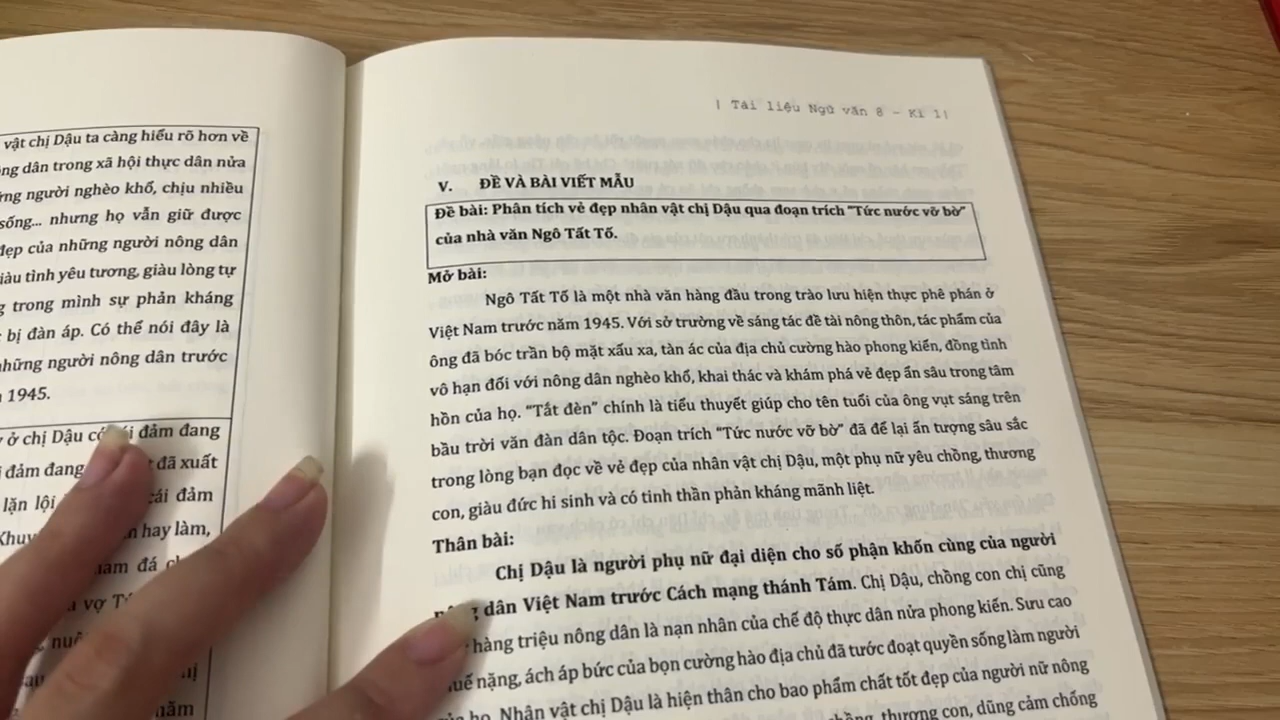 vật chị Dậu ta càng hiểu rõ hơn về
dân trong xã hội thực dân nửa
người nghèo khổ, chịu nhiều
sống... nhưng họ vẫn giữ được
đẹp của những người nông dân
tình yêu tương, giàu lòng tự
trong mình sự phản kháng
bị đàn áp. Có thể nói đây là
những người nông dân trước
1945.
ở chị Dậu đảm đang
đảm đang đã xuất
lặn lội cái đảm
hay làm,
đá
vợ
| Tài liệu Ngữ văn 8 – Kì 1|
V. ĐỀ VÀ BÀI VIẾT MẪU
Đề bài: Phân tích vẻ đẹp nhân vật chị Dậu qua đoạn trích "Tức nước vỡ bờ"
của nhà văn Ngô Tất Tố.
Mở bài:
Ngô Tất Tố là một nhà văn hàng đầu trong trào lưu hiện thực phê phán ở
Việt Nam trước năm 1945. Với sở trường về sáng tác đề tài nông thôn, tác phẩm của
ông đã bóc trần bộ mặt xấu xa, tàn ác của địa chủ cường hào phong kiến, đồng tình
vô hạn đối với nông dân nghèo khổ, khai thác và khám phá vẻ đẹp ẩn sâu trong tâm
hồn của họ. "Tắt đèn" chính là tiểu thuyết giúp cho tên tuổi của ông vụt sáng trên
bầu trời văn đàn dân tộc. Đoạn trích "Tức nước vỡ bờ" đã để lại ấn tượng sâu sắc
trong lòng bạn đọc về vẻ đẹp của nhân vật chị Dậu, một phụ nữ yêu chồng, thương
con, giàu đức hi sinh và có tinh thần phản kháng mãnh liệt.
Thân bài:
Chị Dậu là người phụ nữ đại diện cho số phận khốn cùng của người
dân Việt Nam trước Cách mạng thánh Tám. Chị Dậu, chồng con chị cũng
hàng triệu nông dân là nạn nhân của chế độ thực dân nửa phong kiến. Sưu cao
nặng, ách áp bức của bọn cường hào địa chủ đã tước đoạt quyền sống làm người
họ. Nhân vật chị Dậu là hiện thân cho bao phẩm chất tốt đẹp của người nữ nông
thương con, dũng cảm chống